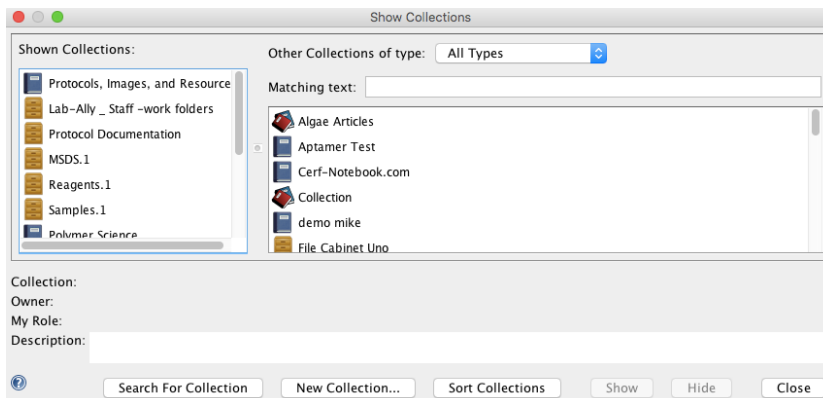 Show Collections
Shown Collections:
Protocols, Images, and Resource
Lab-Ally _ Staff -work folders
Protocol Documentation
MSDS.1
Reagents.1
Samples.1
Polymer Science
Other Collections of type: All Types
Matching text:
Algae Articles
Aptamer Test
Cerf-Notebook.com
Collection
demo mike
File Cabinet Uno
Collection:
Owner:
My Role:
Description:
? Search For Collection New Collection... Sort Collections Show Hide Close